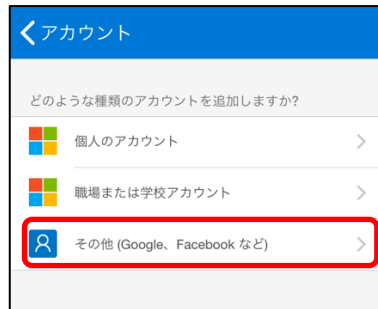 アカウント
どのような種類のアカウントを追加しますか?
個人のアカウント
職場または学校アカウント
その他 (Google、Facebook など)